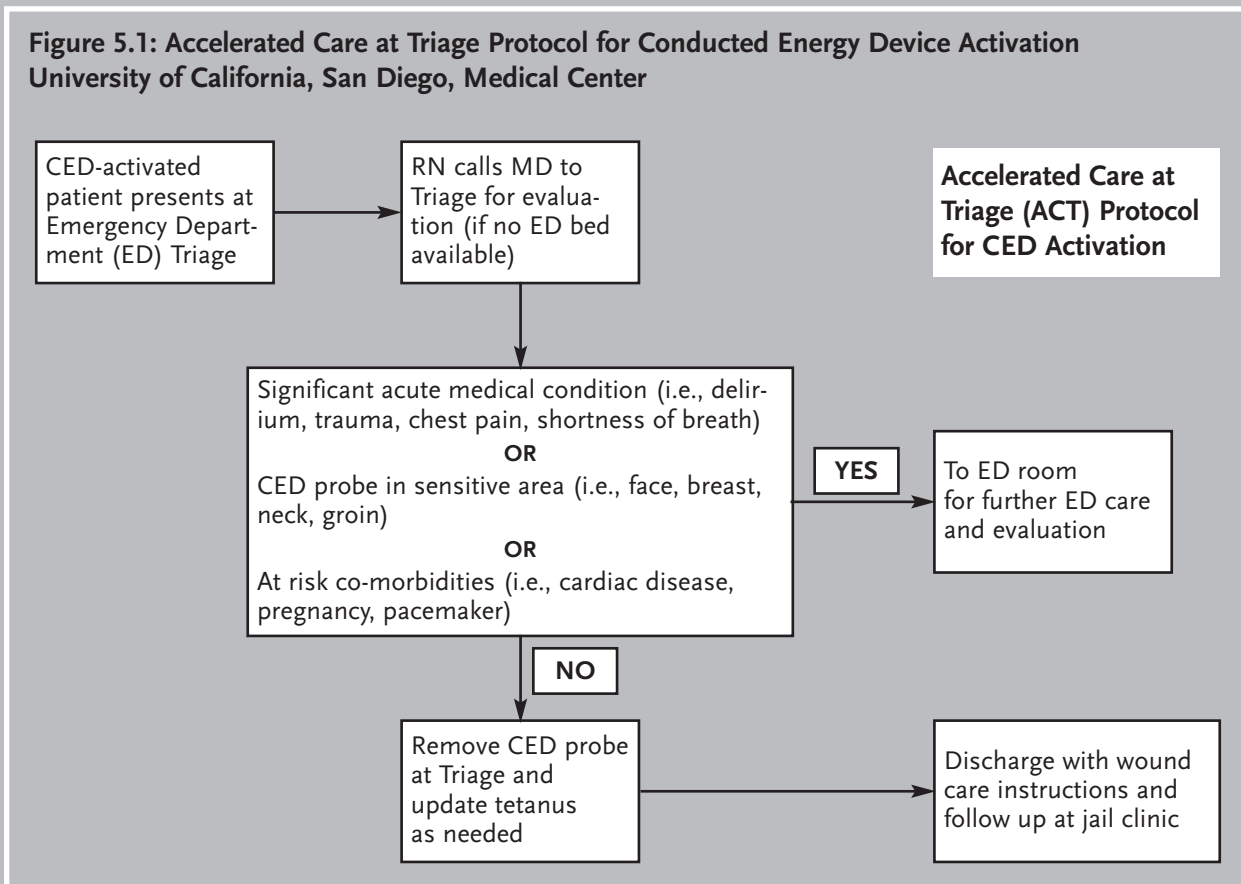 Figure 5.1: Accelerated Care at Triage Protocol for Conducted Energy Device Activation
University of California, San Diego, Medical Center
CED-activated
patient presents at
Emergency Depart-
ment (ED) Triage
RN calls MD to
Triage for evalua-
tion (if no ED bed
available)
Accelerated Care at
Triage (ACT) Protocol
for CED Activation
Significant acute medical condition (i.e., delir-
ium, trauma, chest pain, shortness of breath)
OR
CED probe in sensitive area (i.e., face, breast,
neck, groin)
OR
At risk co-morbidities (i.e., cardiac disease,
pregnancy, pacemaker)
YES
To ED room
for further ED care
and evaluation
NO
Remove CED probe
at Triage and
update tetanus
as needed
Discharge with wound
care instructions and
follow up at jail clinic